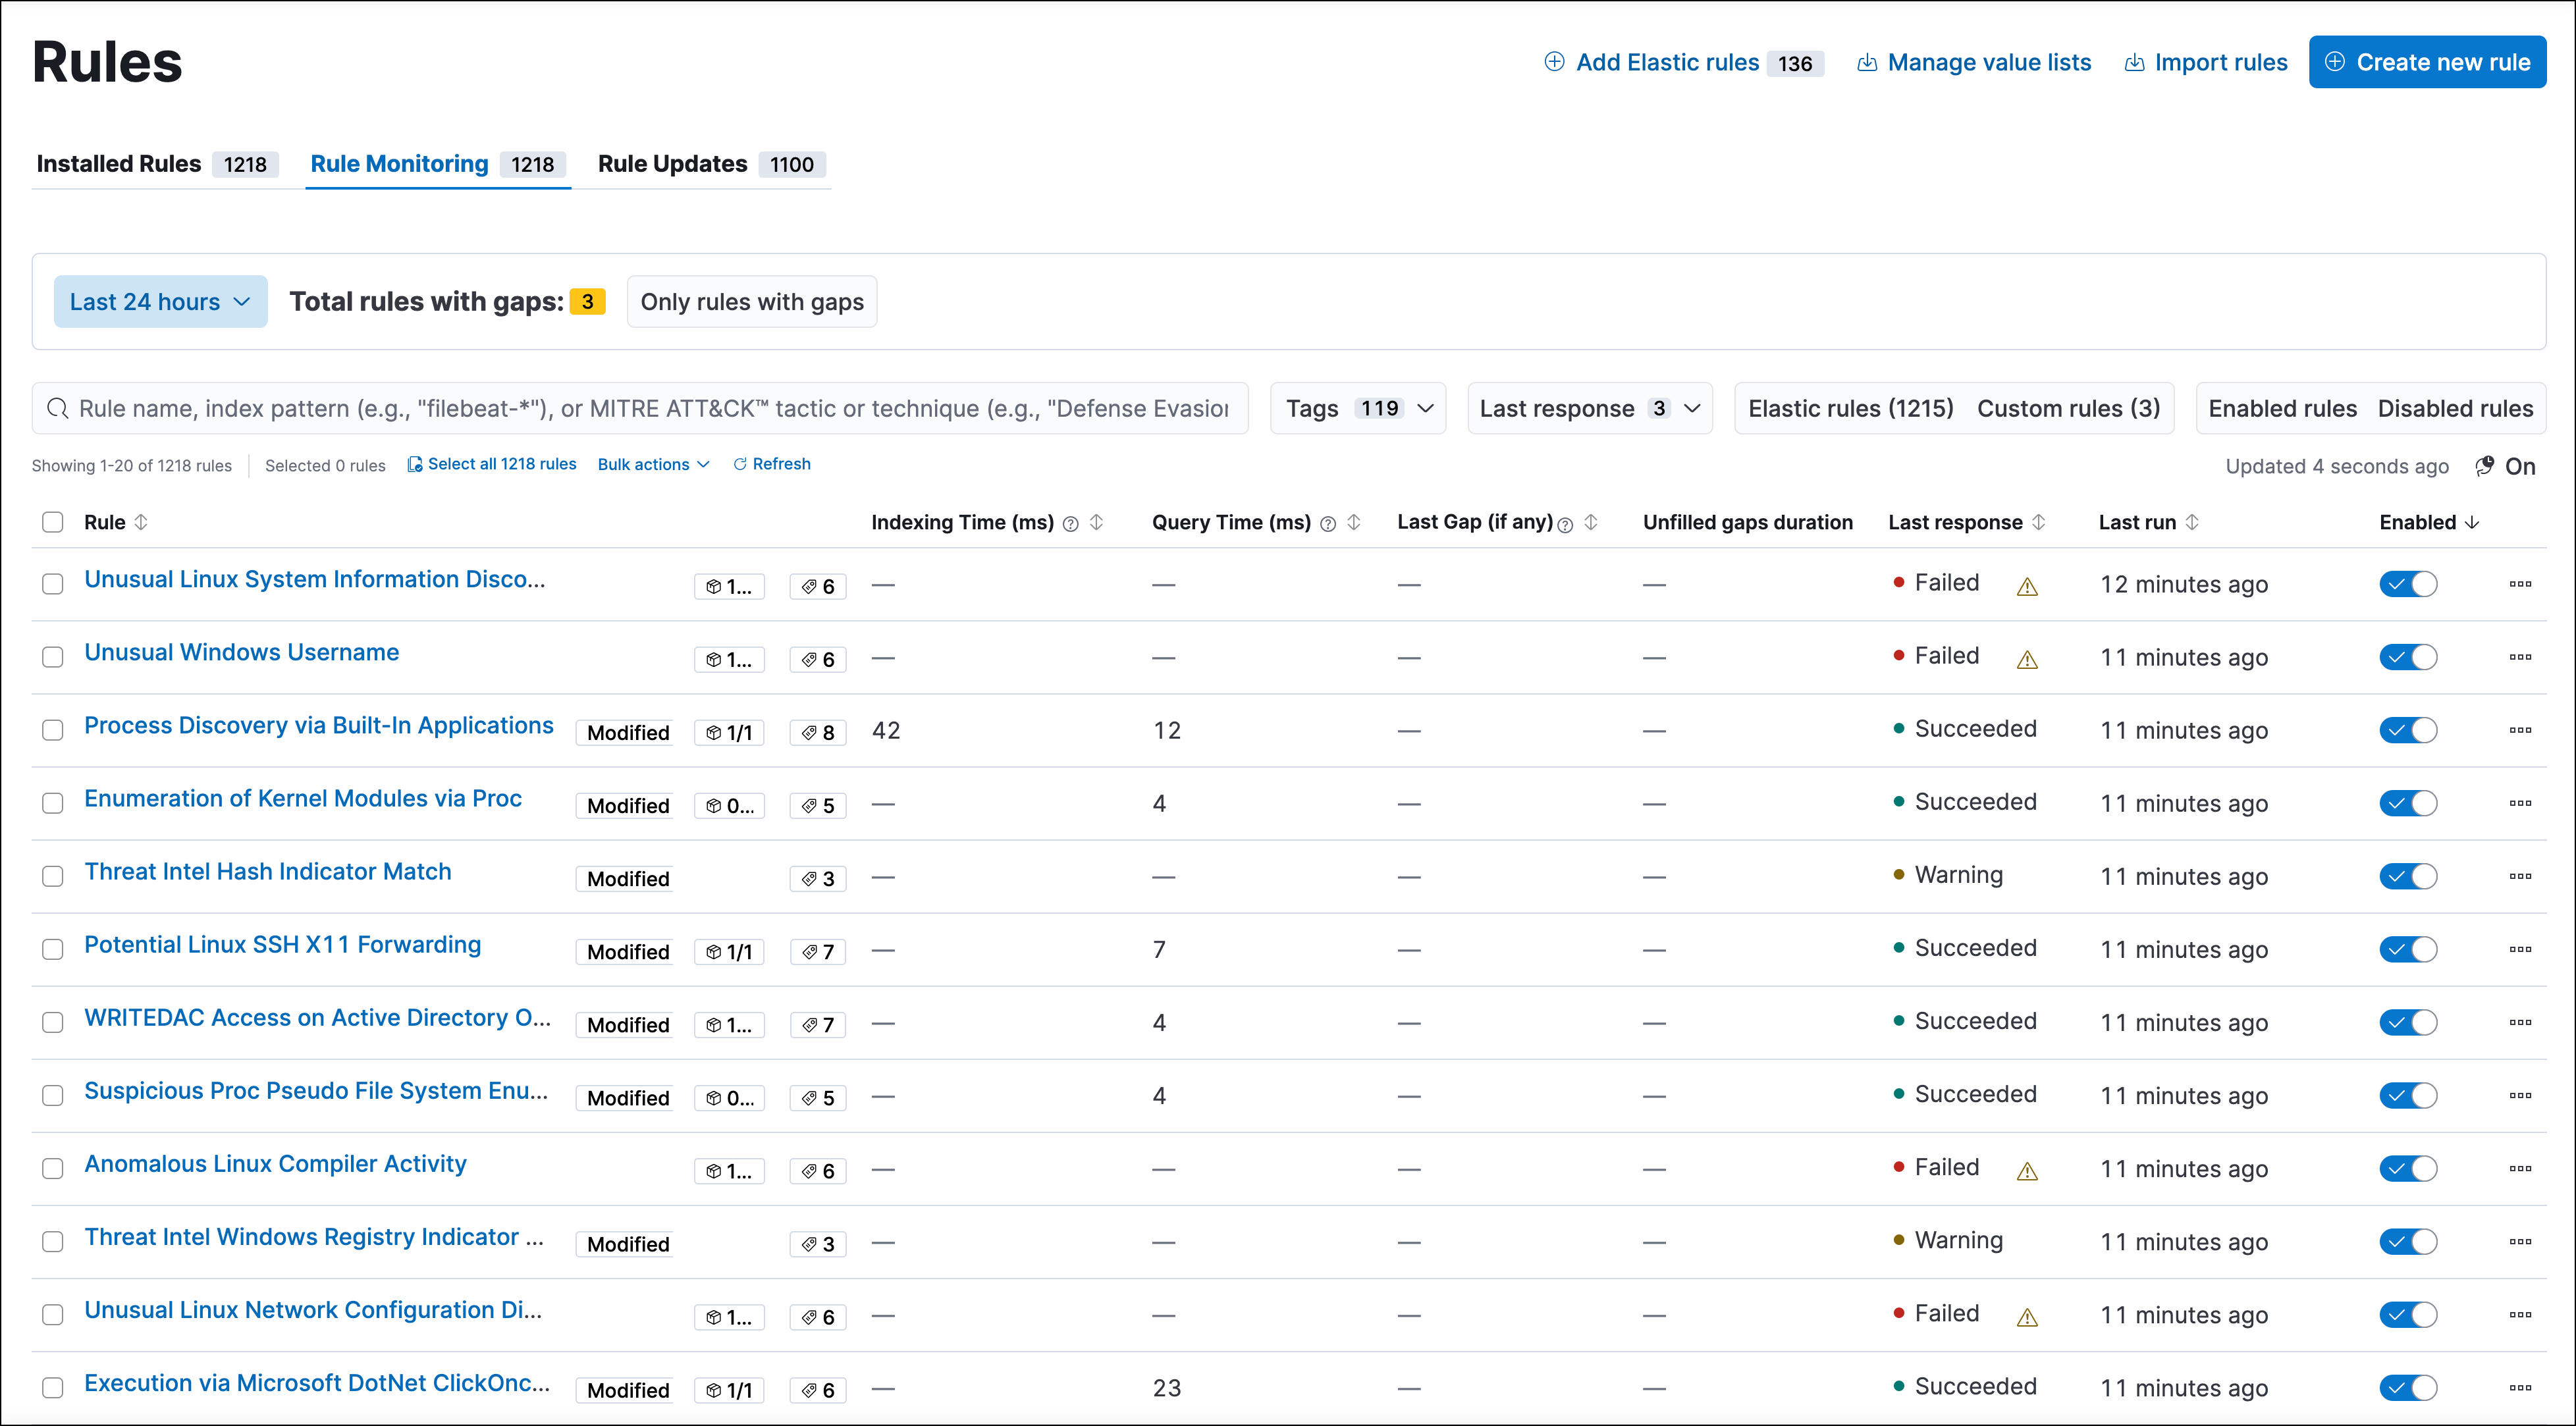 Rules
Add Elastic rules 136 Manage value lists Import rules Create new rule
Installed Rules 1218 Rule Monitoring 1218 Rule Updates 1100
Last 24 hours Total rules with gaps: 3 Only rules with gaps
Rule name, index pattern (e.g., "filebeat-*"), or MITRE ATT&CK™ tactic or technique (e.g., "Defense Evasion Tags 119 Last response 3 Elastic rules (1215) Custom rules (3) Enabled rules Disabled rules
Showing 1-20 of 1218 rules Selected 0 rules Select all 1218 rules Bulk actions Refresh Updated 4 seconds ago On
Rule Indexing Time (ms) Query Time (ms) Last Gap (if any) Unfilled gaps duration Last response Last run Enabled
Unusual Linux System Information Disco... 1... 6 — — — — Failed 12 minutes ago
Unusual Windows Username 1... 6 — — — — Failed 11 minutes ago
Process Discovery via Built-In Applications Modified 1/1 8 42 12 — — Succeeded 11 minutes ago
Enumeration of Kernel Modules via Proc Modified 0... 5 — 4 — — Succeeded 11 minutes ago
Threat Intel Hash Indicator Match Modified 3 — — — — Warning 11 minutes ago
Potential Linux SSH X11 Forwarding Modified 1/1 7 — 7 — — Succeeded 11 minutes ago
WRITEDAC Access on Active Directory O... Modified 1... 7 — 4 — — Succeeded 11 minutes ago
Suspicious Proc Pseudo File System Enu... Modified 0... 5 — 4 — — Succeeded 11 minutes ago
Anomalous Linux Compiler Activity 1... 6 — — — — Failed 11 minutes ago
Threat Intel Windows Registry Indicator ... Modified 3 — — — — Warning 11 minutes ago
Unusual Linux Network Configuration Di... 1... 6 — — — — Failed 11 minutes ago
Execution via Microsoft DotNet ClickOnc... Modified 1/1 6 — 23 — — Succeeded 11 minutes ago